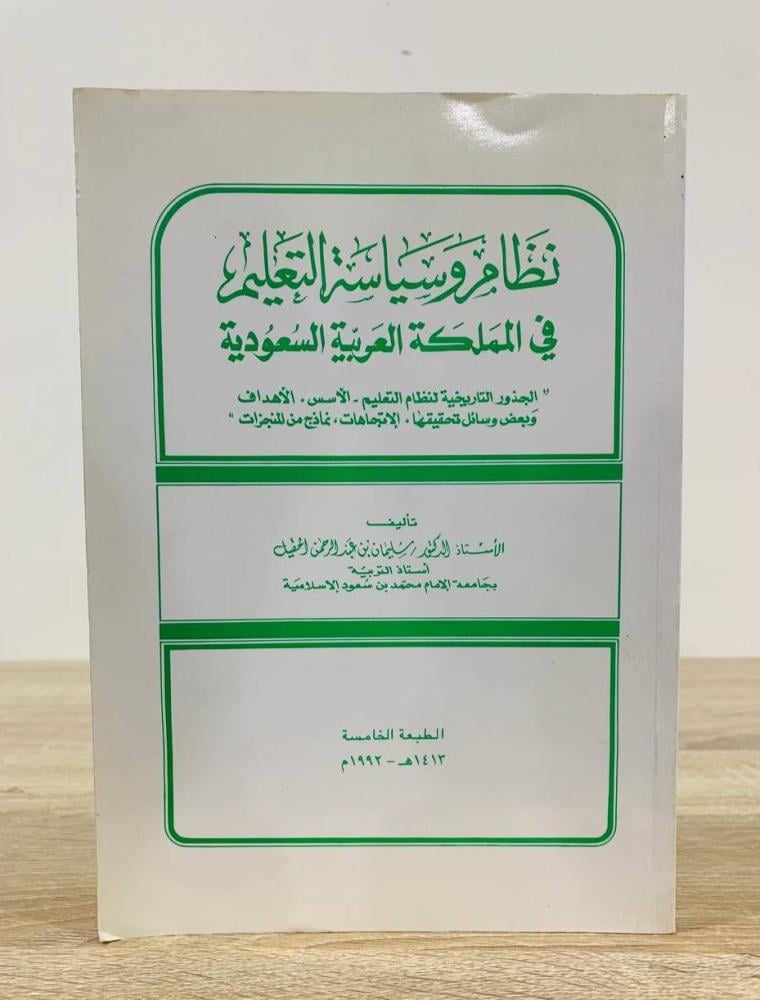 نظام وسياسة التعليم
في المملكة العربية السعودية
" الجذور التاريخية لنظام التعليم - الأسس . الأهداف
وبعض وسائل تحقيقها . الإتجاهات ، نماذج من المنجزات "
تأليف
الأستاذ الدكتور / سليمان بن عبد الرحمن الحقيل
أستاذ التربية
بجامعة الإمام محمد بن سعود الإسلامية
الطبعة الخامسة
١٤١٣هـ - ١٩٩٢م